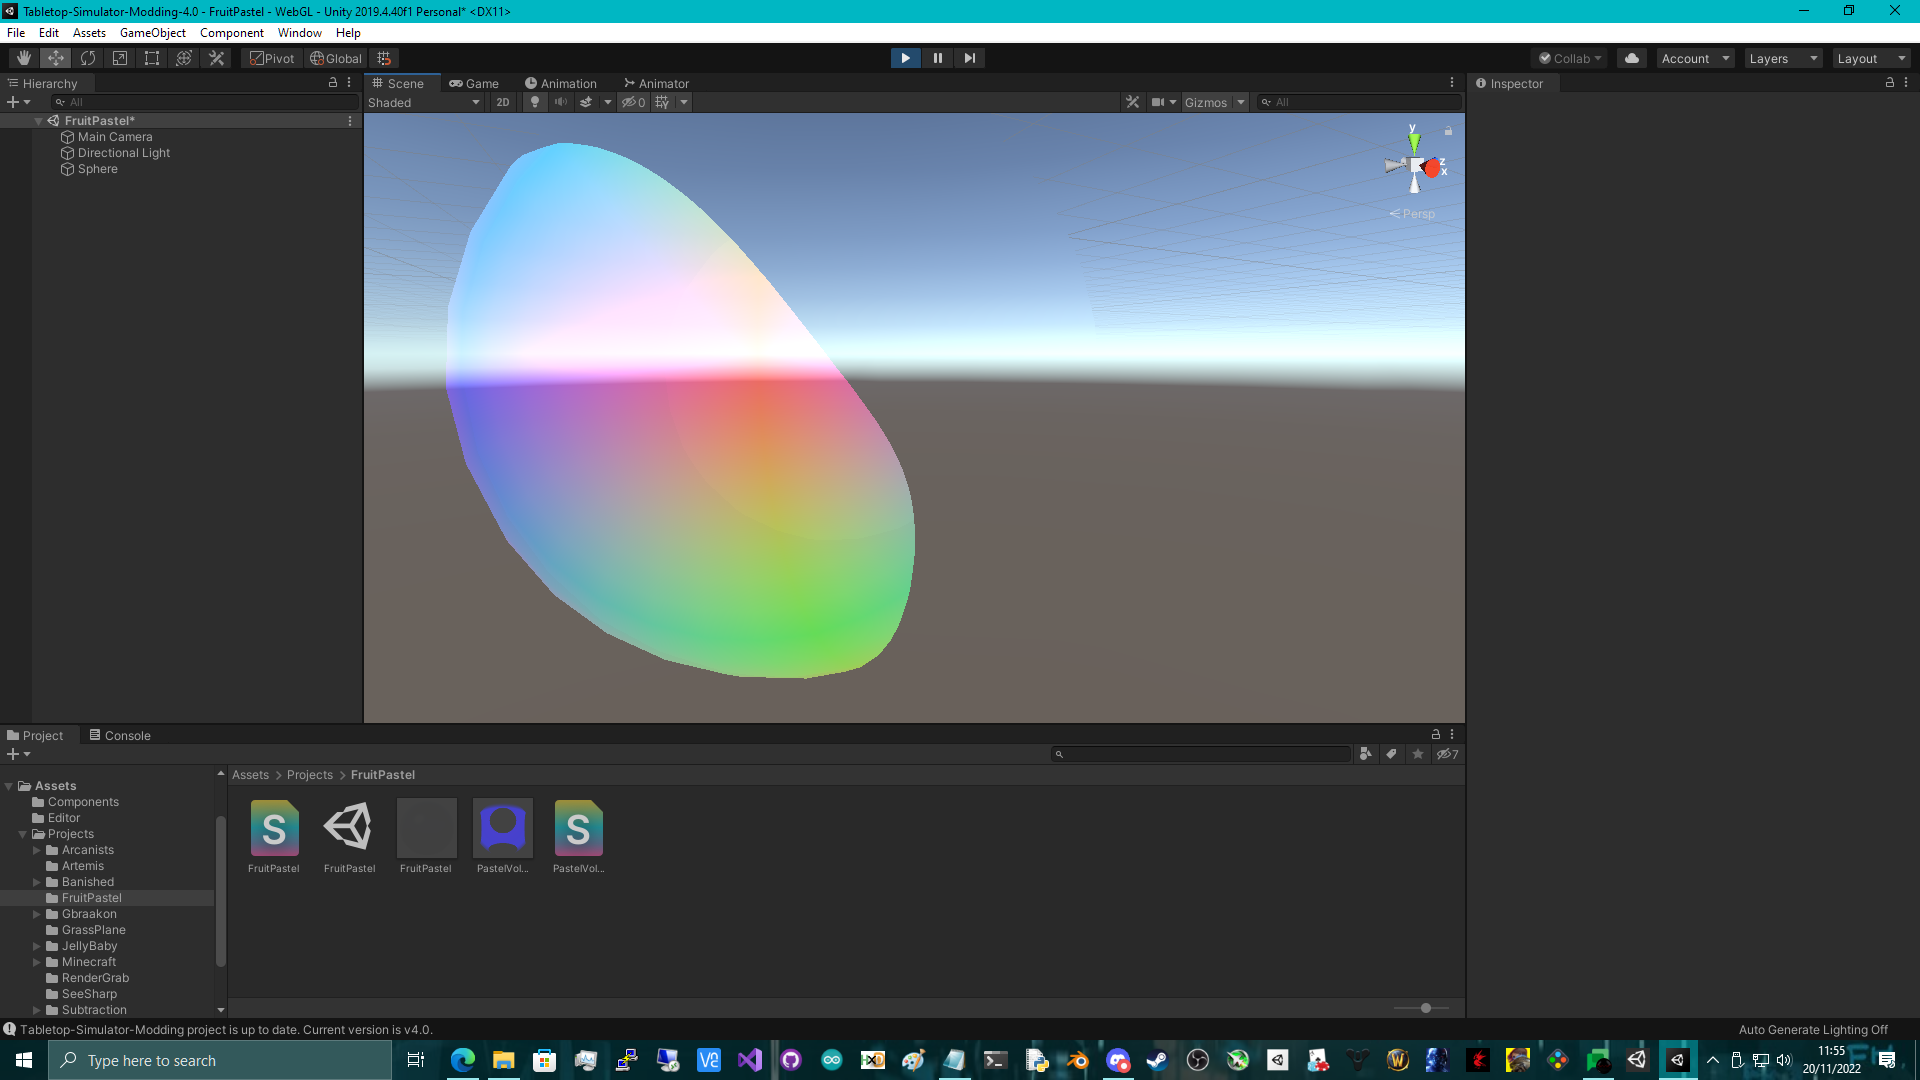 Tabletop-Simulator-Modding-4.0 - FruitPastel - WebGL - Unity 2019.4.40f1 Personal* <DX11>
File Edit Assets GameObject Component Window Help
Pivot Global Collab Account Layers Layout
Hierarchy
All
FruitPastel*
Main Camera
Directional Light
Sphere
Scene Game Animation Animator
Shaded 2D 0 Gizmos All
y
z
x
Persp
Inspector
Project Console
7
Assets
Components
Editor
Projects
Arcanists
Artemis
Banished
FruitPastel
Gbraakon
GrassPlane
JellyBaby
Minecraft
RenderGrab
SeeSharp
Subtraction
Assets > Projects > FruitPastel
S S
FruitPastel FruitPastel FruitPastel PastelVol... PastelVol...
Tabletop-Simulator-Modding project is up to date. Current version is v4.0.
Auto Generate Lighting Off
Type here to search
11:55
20/11/2022